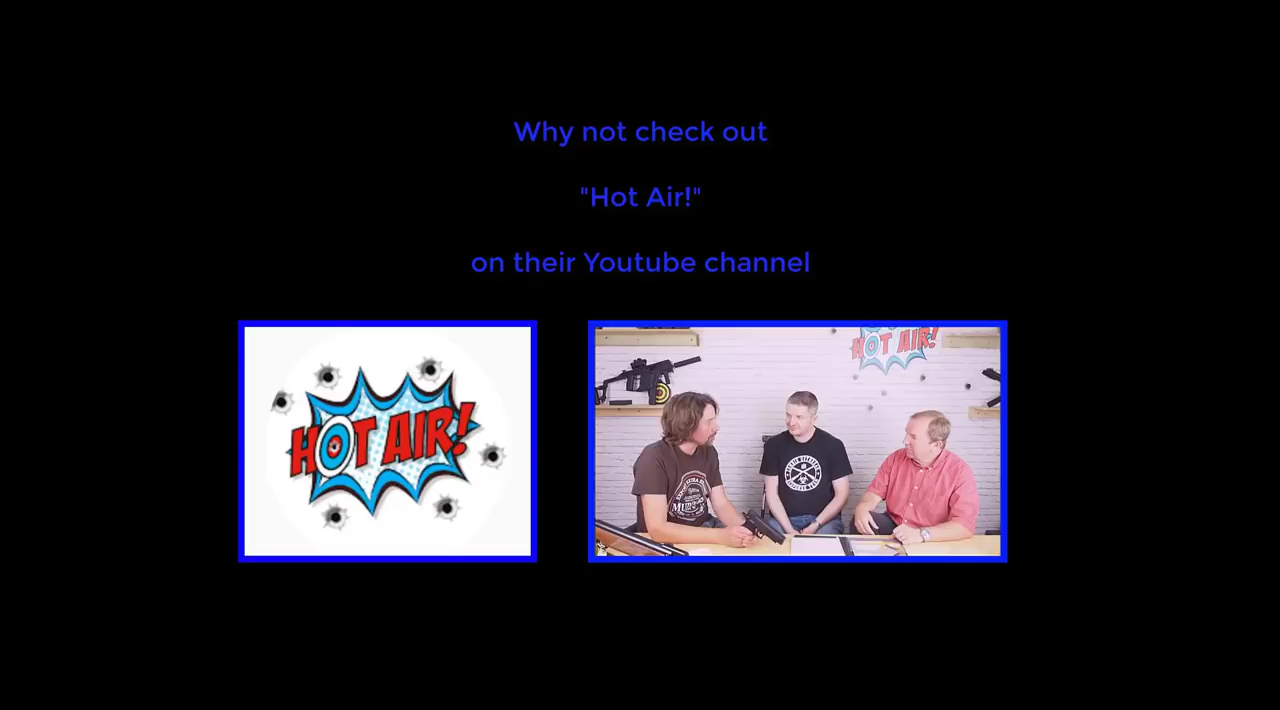 Why not check out
"Hot Air!"
on their Youtube channel
HOT AIR!
HOT AIR!